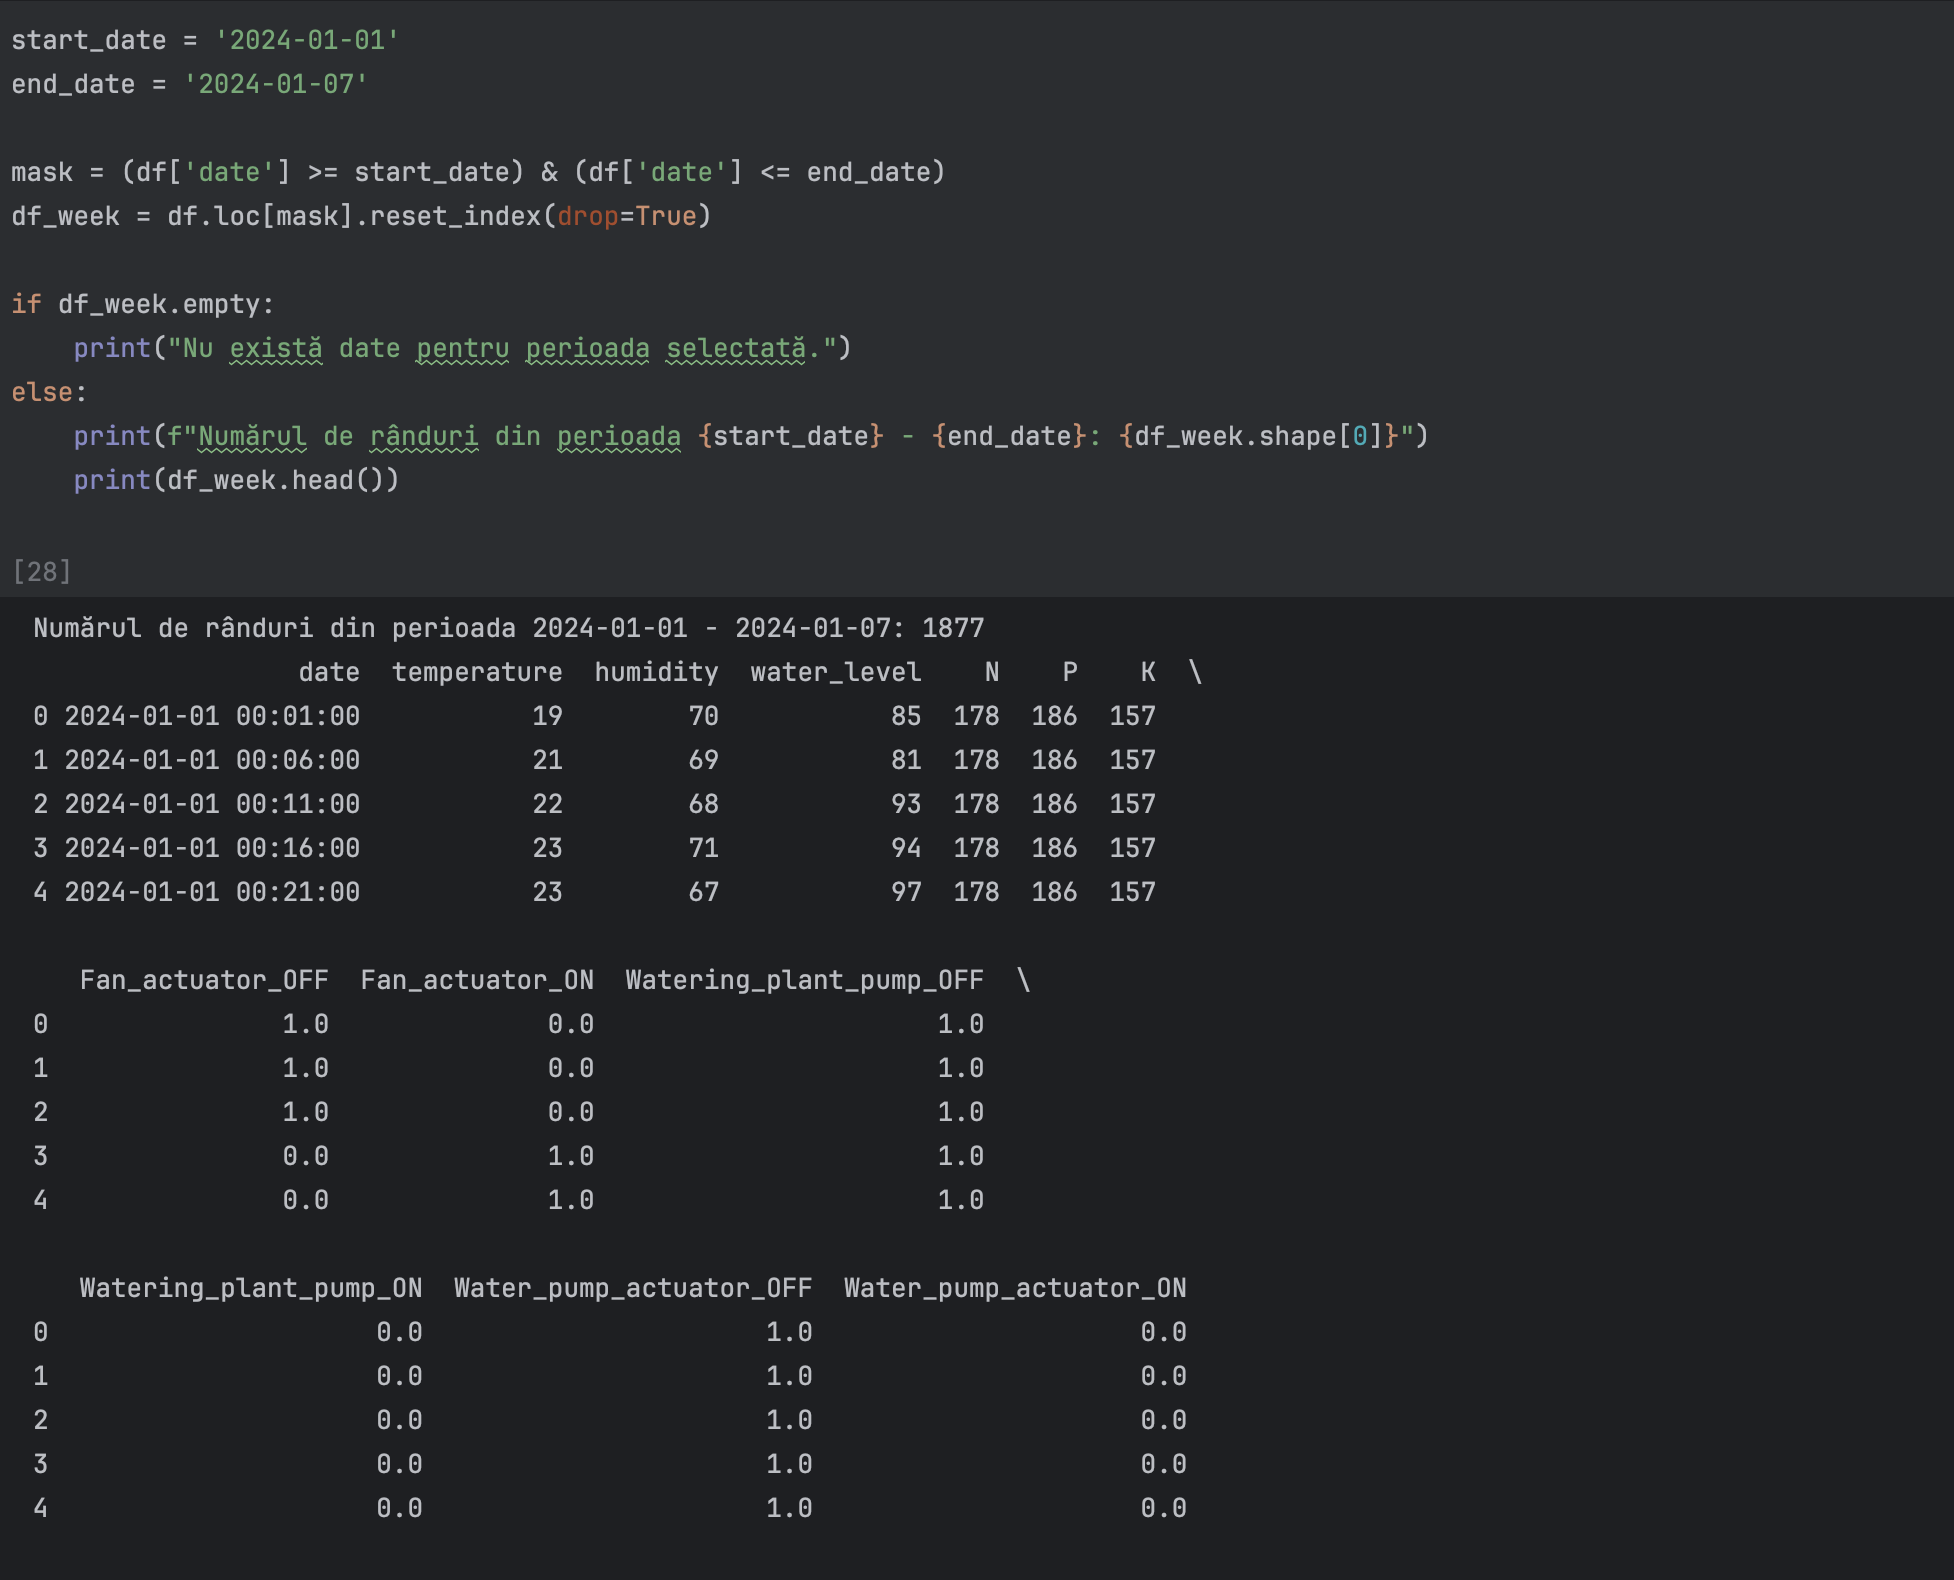 start_date = '2024-01-01'
end_date = '2024-01-07'
mask = (df['date'] >= start_date) & (df['date'] <= end_date)
df_week = df.loc[mask].reset_index(drop=True)
if df_week.empty:
    print("Nu există date pentru perioada selectată.")
else:
    print(f"Numărul de rânduri din perioada {start_date} - {end_date}: {df_week.shape[0]}")
    print(df_week.head())
[28]
Numărul de rânduri din perioada 2024-01-01 - 2024-01-07: 1877
                 date  temperature  humidity  water_level    N    P    K  \
0 2024-01-01 00:01:00           19        70           85  178  186  157
1 2024-01-01 00:06:00           21        69           81  178  186  157
2 2024-01-01 00:11:00           22        68           93  178  186  157
3 2024-01-01 00:16:00           23        71           94  178  186  157
4 2024-01-01 00:21:00           23        67           97  178  186  157
   Fan_actuator_OFF  Fan_actuator_ON  Watering_plant_pump_OFF  \
0               1.0              0.0                      1.0
1               1.0              0.0                      1.0
2               1.0              0.0                      1.0
3               0.0              1.0                      1.0
4               0.0              1.0                      1.0
   Watering_plant_pump_ON  Water_pump_actuator_OFF  Water_pump_actuator_ON
0                     0.0                      1.0                     0.0
1                     0.0                      1.0                     0.0
2                     0.0                      1.0                     0.0
3                     0.0                      1.0                     0.0
4                     0.0                      1.0                     0.0